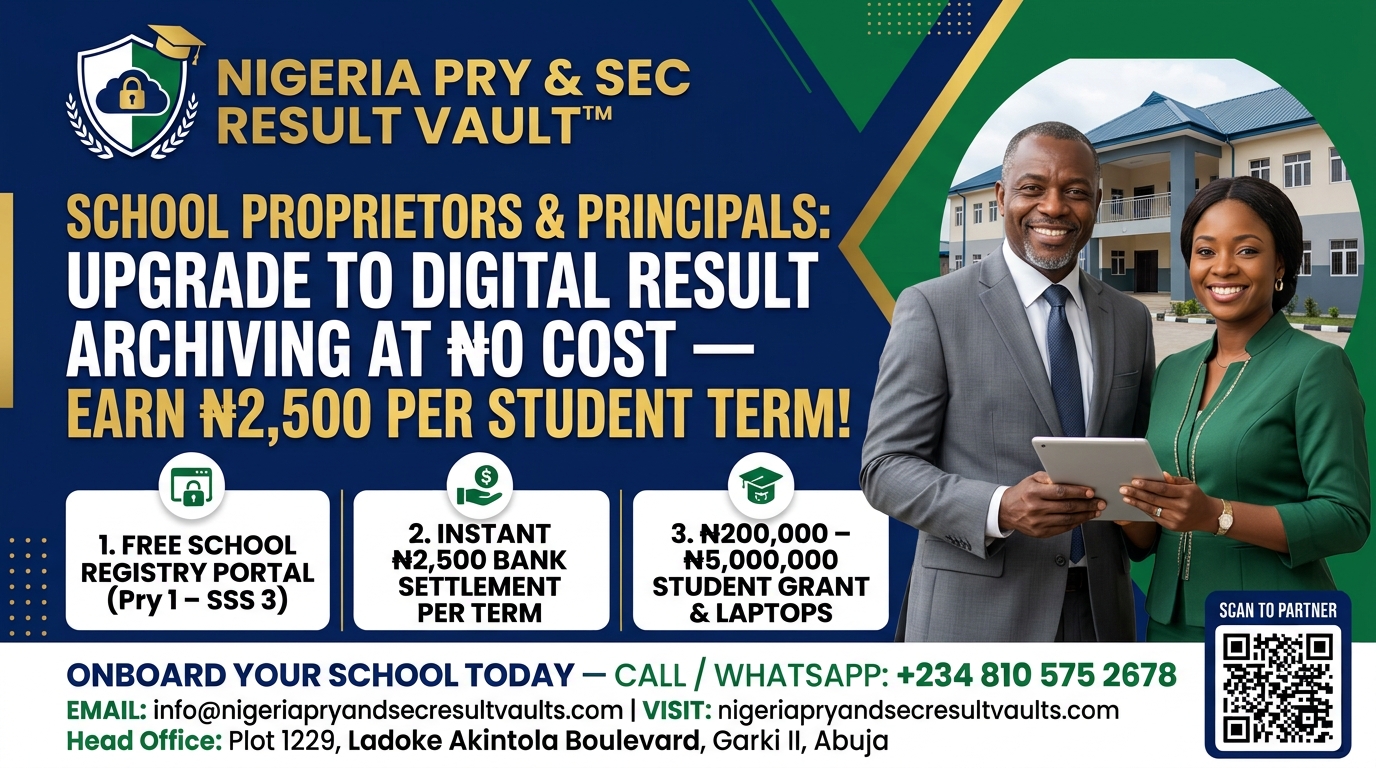 NIGERIA PRY & SEC
RESULT VAULT™
SCHOOL PROPRIETORS & PRINCIPALS:
UPGRADE TO DIGITAL RESULT
ARCHIVING AT ₦0 COST —
EARN ₦2,500 PER STUDENT TERM!
1. FREE SCHOOL
REGISTRY PORTAL
(Pry 1 – SSS 3)
2. INSTANT
₦2,500 BANK
SETTLEMENT
PER TERM
3. ₦200,000 –
₦5,000,000
STUDENT GRANT
& LAPTOPS
SCAN TO PARTNER
ONBOARD YOUR SCHOOL TODAY — CALL / WHATSAPP: +234 810 575 2678
EMAIL: info@nigeriapryandsecresultvaults.com | VISIT: nigeriapryandsecresultvaults.com
Head Office: Plot 1229, Ladoke Akintola Boulevard, Garki II, Abuja